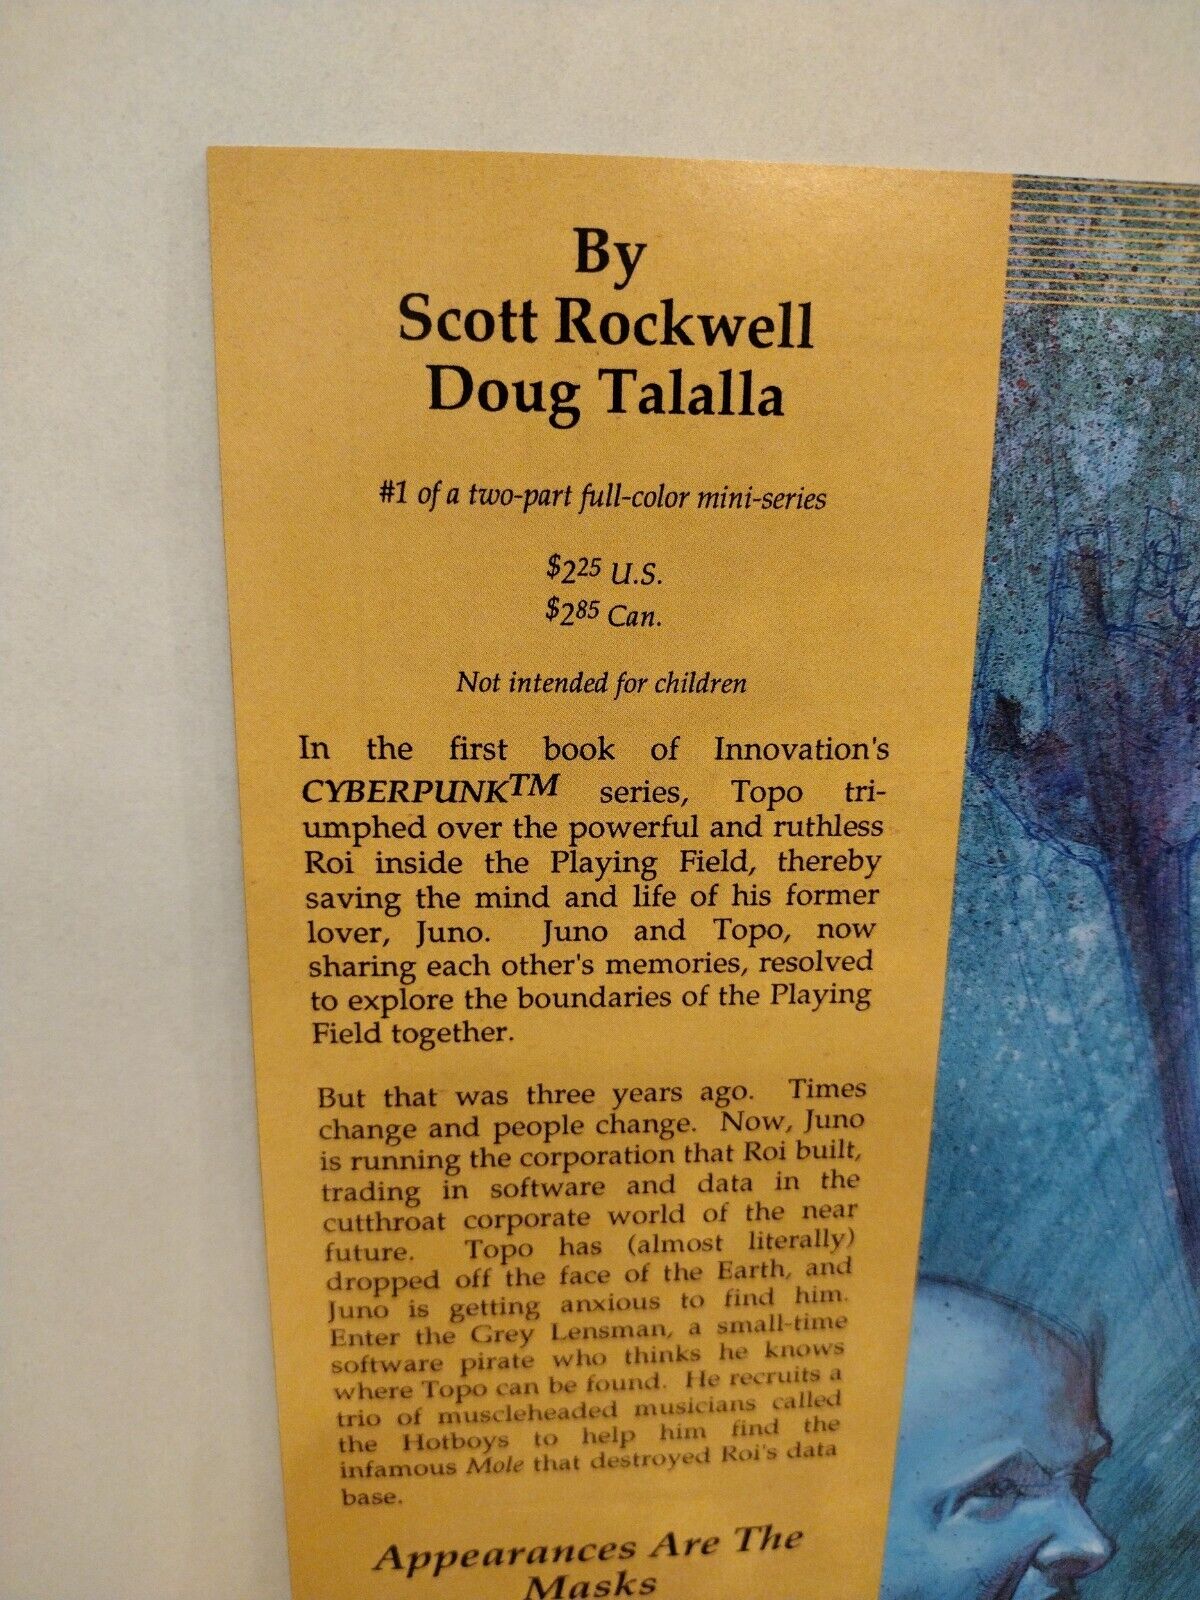 By
Scott Rockwell
Doug Talalla
#1 of a two-part full-color mini-series
$225 U.S.
$285 Can.
Not intended for children
In the first book of Innovation's
CYBERPUNKTM series, Topo tri-
umphed over the powerful and ruthless
Roi inside the Playing Field, thereby
saving the mind and life of his former
lover, Juno. Juno and Topo, now
sharing each other's memories, resolved
to explore the boundaries of the Playing
Field together.
But that was three years ago. Times
change and people change. Now, Juno
is running the corporation that Roi built,
trading in software and data in the
cutthroat corporate world of the near
future. Topo has (almost literally)
dropped off the face of the Earth, and
Juno is getting anxious to find him.
Enter the Grey Lensman, a small-time
software pirate who thinks he knows
where Topo can be found. He recruits a
trio of muscleheaded musicians called
the Hotboys to help him find the
infamous Mole that destroyed Roi's data
base.
Appearances Are The
Masks